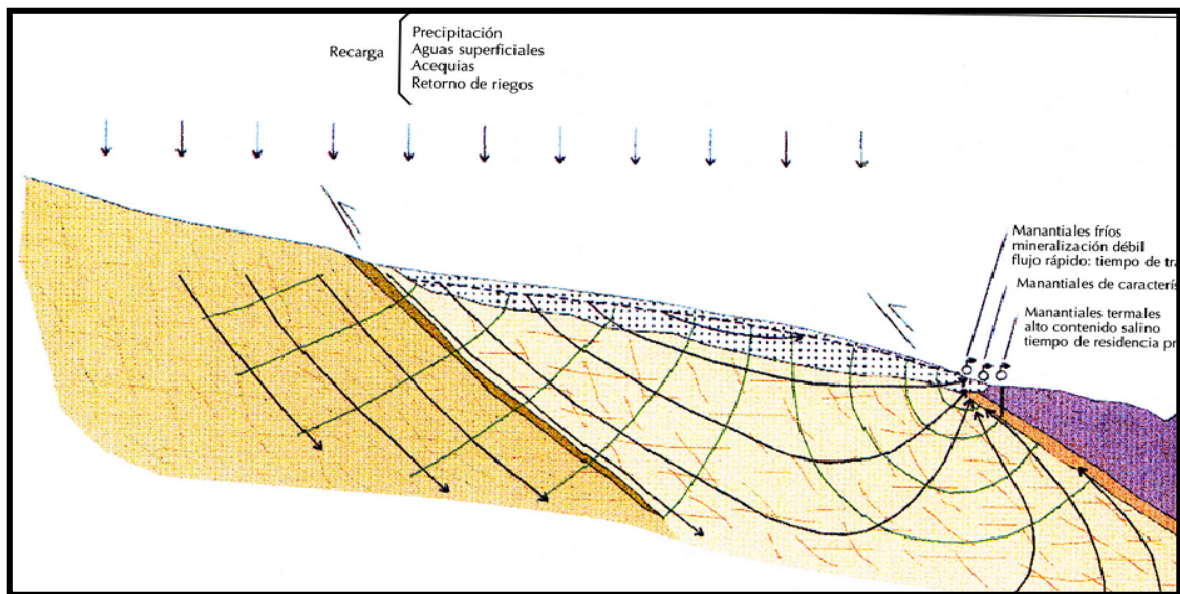 Recarga
Precipitación
Aguas superficiales
Acequias
Retorno de riegos
Manantiales fríos
mineralización débil
flujo rápido: tiempo de
Manantiales de
Manantiales termales
alto contenido salino
tiempo de residencia